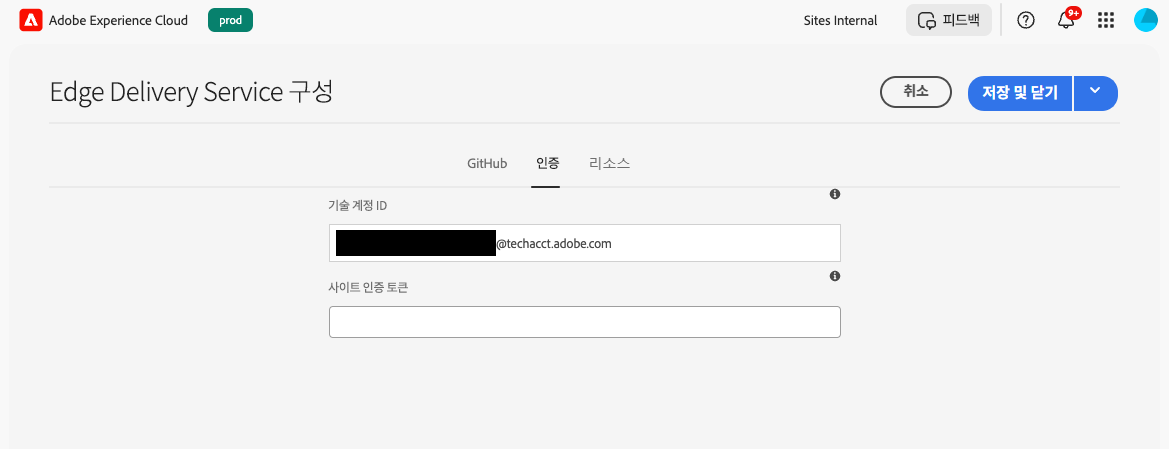 Adobe Experience Cloud prod Sites Internal 피드백 9+
Edge Delivery Service 구성 취소 저장 및 닫기
GitHub 인증 리소스
기술 계정 ID
@techacct.adobe.com
사이트 인증 토큰